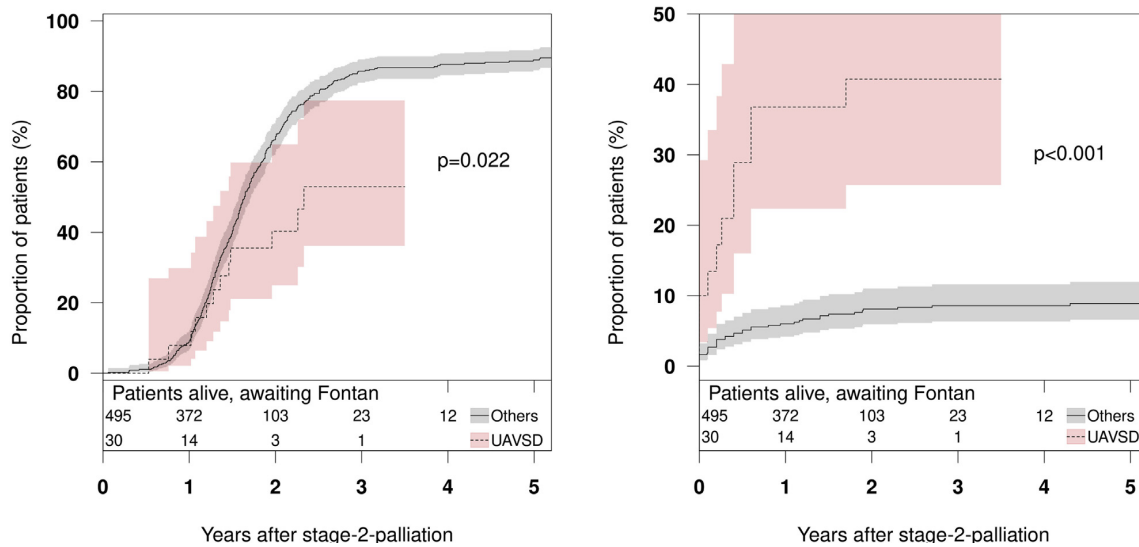 Proportion of patients (%)
100
80
60
40
20
0
p=0.022
Patients alive, awaiting Fontan
495 372 103 23 12 Others
30 14 3 1 UAVSD
0 1 2 3 4 5
Years after stage-2-palliation
Proportion of patients (%)
50
40
30
20
10
0
p<0.001
Patients alive, awaiting Fontan
495 372 103 23 12 Others
30 14 3 1 UAVSD
0 1 2 3 4 5
Years after stage-2-palliation